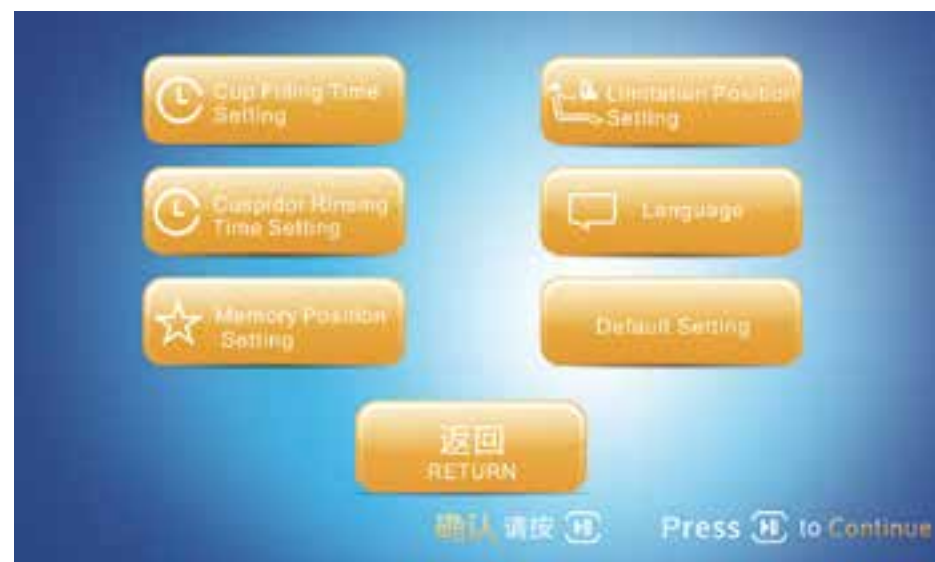 Cup Filling Time
Setting
Limitation Position
Setting
Cuspidor Rinsing
Time Setting
Language
Memory Position
Setting
Default Setting
返回
RETURN
确认 请按
Press to Continue